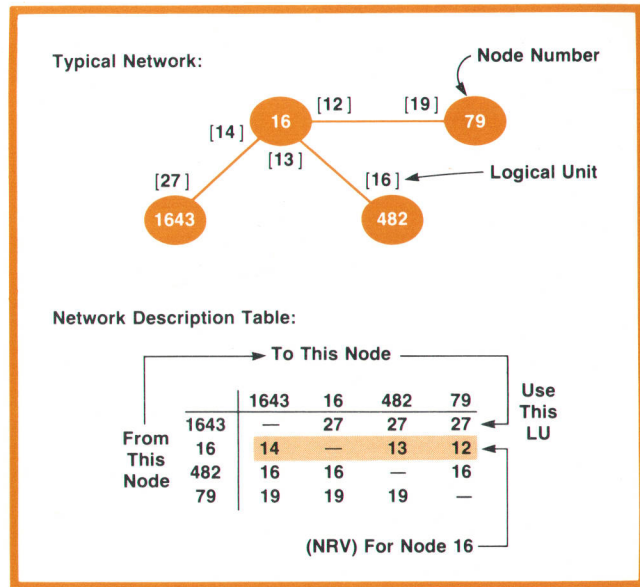 Typical Network:
Node Number
[12] [19]
16 79
[14]
[13]
[27] [16] Logical Unit
1643 482
Network Description Table:
To This Node
Use
This
LU
From
This
Node
1643 16 482 79
1643 — 27 27 27
16 14 — 13 12
482 16 16 — 16
79 19 19 19 —
(NRV) For Node 16